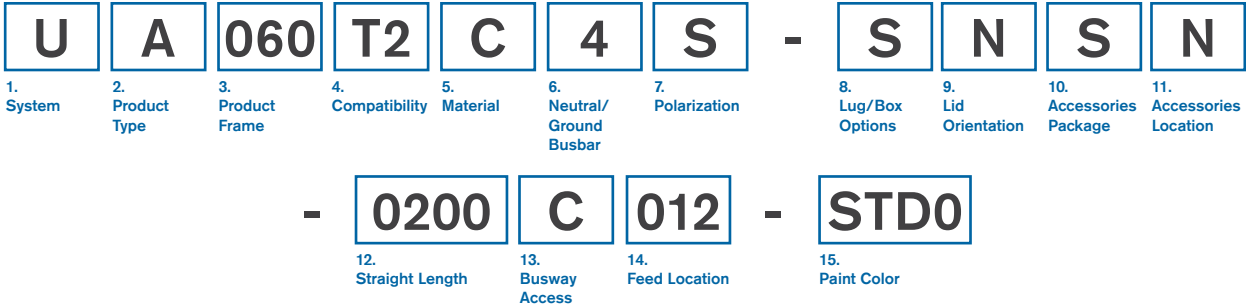 U A 060 T2 C 4 S - S N S N
1. 2. 3. 4. 5. 6. 7. 8. 9. 10. 11.
System Product Product Compatibility Material Neutral/ Polarization Lug/Box Lid Accessories Accessories
Type Frame Ground Options Orientation Package Location
Busbar
- 0200 C 012 - STD0
12. 13. 14. 15.
Straight Length Busway Feed Location Paint Color
Access